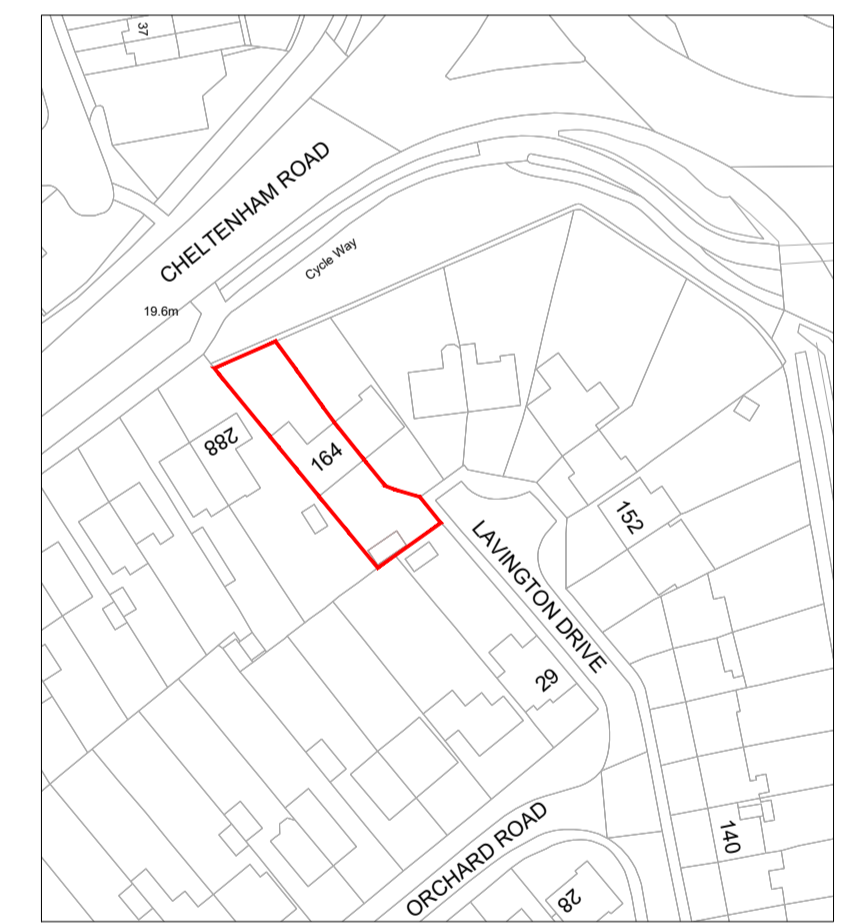 37
CHELTENHAM ROAD
Cycle Way
19.6m
288
164
152
LAVINGTON DRIVE
29
ORCHARD ROAD
140
28